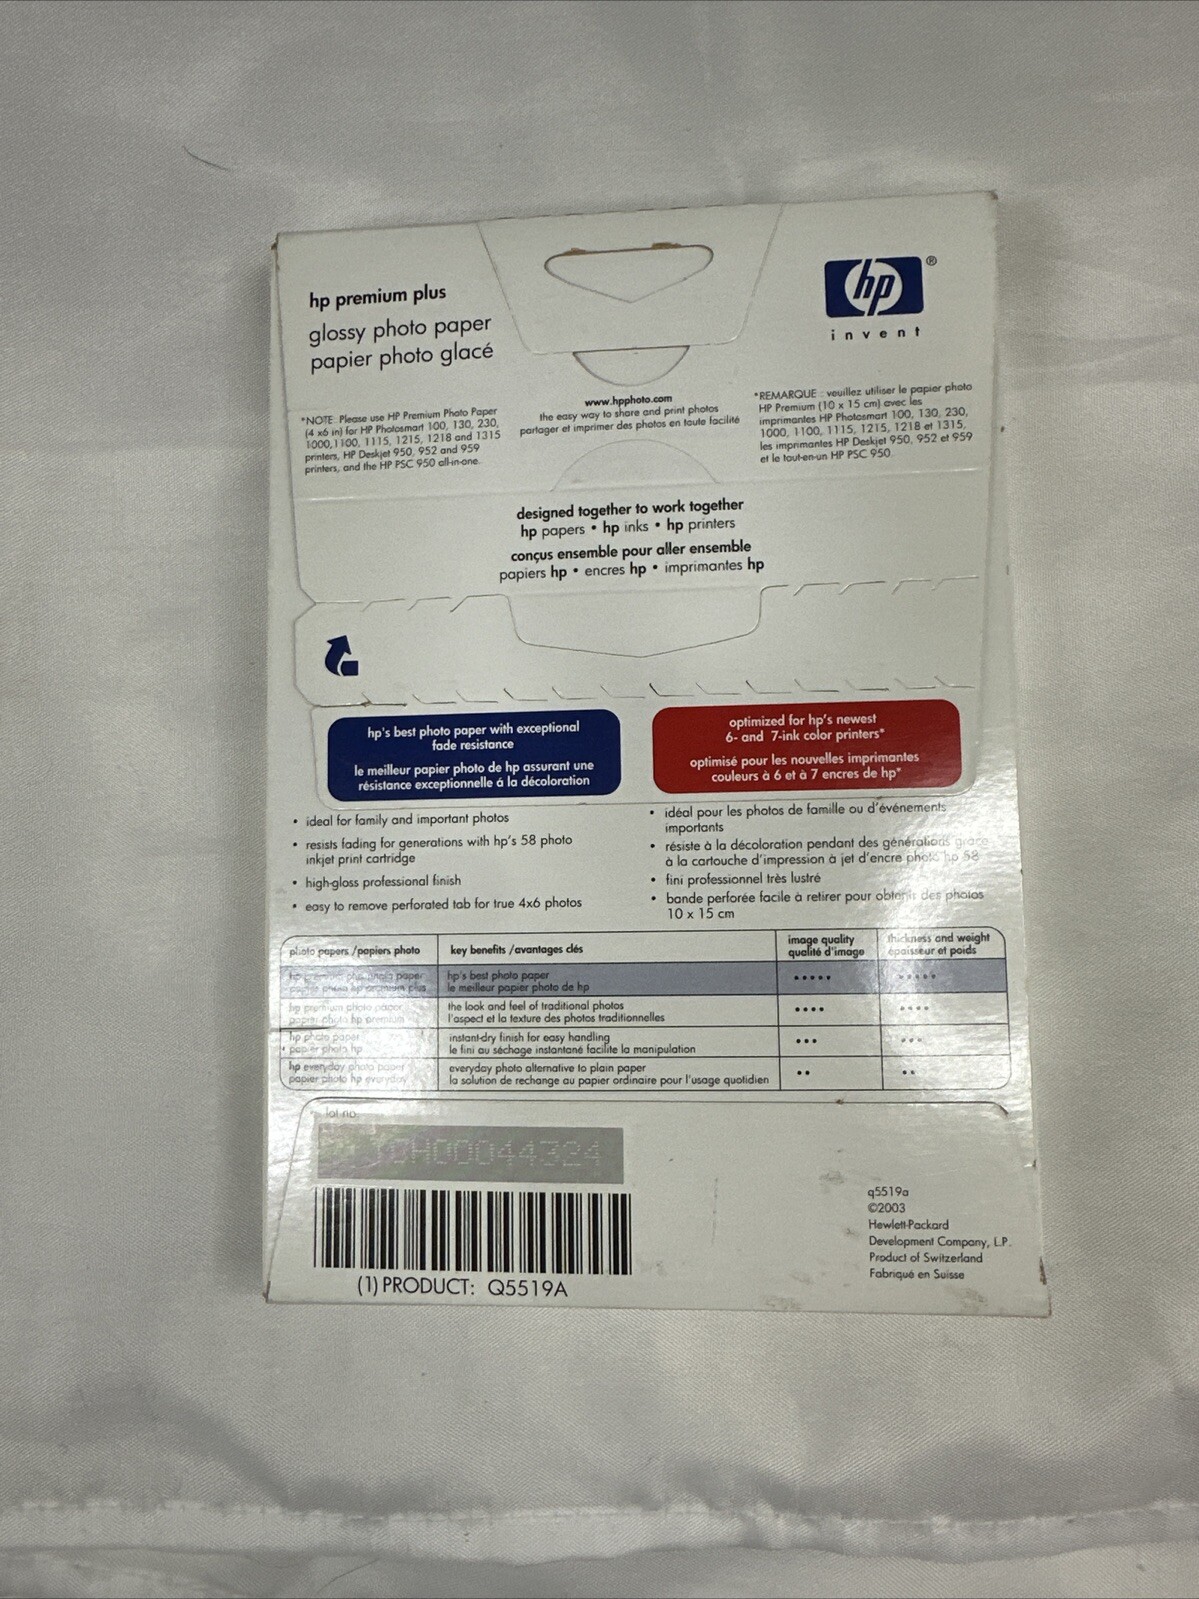 hp premium plus
glossy photo paper
papier photo glacé
hp®
invent
*NOTE: Please use HP Premium Photo Paper
(4 x6 in) for HP Photosmart 100, 130, 230,
1000,1100, 1115, 1215, 1218 and 1315
printers, HP Deskjet 950, 952 and 959
printers, and the HP PSC 950 all-in-one.
www.hpphoto.com
the easy way to share and print photos
partager et imprimer des photos en toute facilité
*REMARQUE : veuillez utiliser le papier photo
HP Premium (10 x 15 cm) avec les
imprimantes HP Photosmart 100, 130, 230,
1000, 1100, 1115, 1215, 1218 et 1315,
les imprimantes HP Deskjet 950, 952 et 959
et le tout-en-un HP PSC 950.
designed together to work together
hp papers • hp inks • hp printers
conçus ensemble pour aller ensemble
papiers hp • encres hp • imprimantes hp
hp's best photo paper with exceptional
fade resistance
le meilleur papier photo de hp assurant une
résistance exceptionnelle á la décoloration
optimized for hp's newest
6- and 7-ink color printers*
optimisé pour les nouvelles imprimantes
couleurs à 6 et à 7 encres de hp*
• ideal for family and important photos
• resists fading for generations with hp's 58 photo
inkjet print cartridge
• high-gloss professional finish
• easy to remove perforated tab for true 4x6 photos
• idéal pour les photos de famille ou d'événements
importants
• résiste à la décoloration pendant des générations grâce
à la cartouche d'impression à jet d'encre photo hp 58
• fini professionnel très lustré
• bande perforée facile à retirer pour obtenir des photos
10 x 15 cm
photo papers /papiers photo key benefits /avantages clés image quality thickness and weight
qualité d'image épaisseur et poids
hp premium plus photo paper hp's best photo paper ••••• •••••
papier photo hp premium plus le meilleur papier photo de hp
hp premium photo paper the look and feel of traditional photos •••• ••••
papier photo hp premium l'aspect et la texture des photos traditionnelles
hp photo paper instant-dry finish for easy handling ••• •••
papier photo hp le fini au séchage instantané facilite la manipulation
hp everyday photo paper everyday photo alternative to plain paper •• ••
papier photo hp everyday la solution de rechange au papier ordinaire pour l'usage quotidien
lot no.
(1) PRODUCT: Q5519A
q5519a
©2003
Hewlett-Packard
Development Company, L.P.
Product of Switzerland
Fabriqué en Suisse